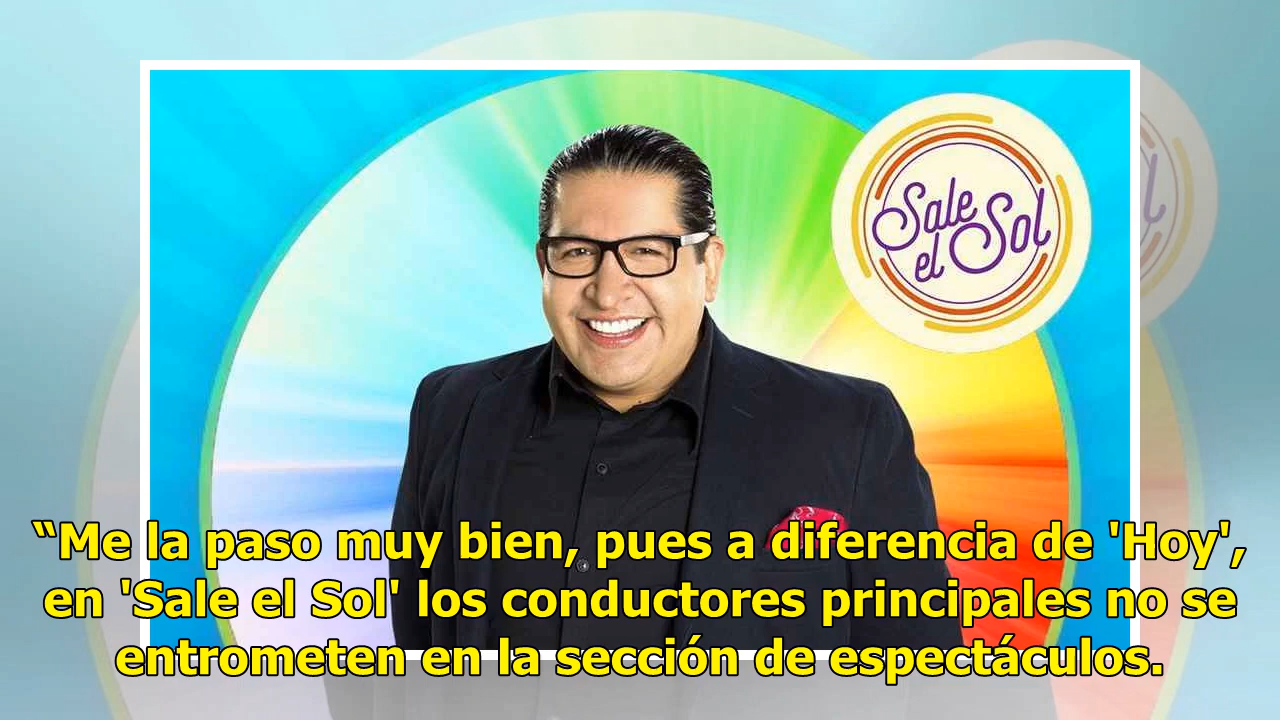 Sale
el Sol
“Me la paso muy bien, pues a diferencia de 'Hoy',
en 'Sale el Sol' los conductores principales no se
entrometen en la sección de espectáculos.